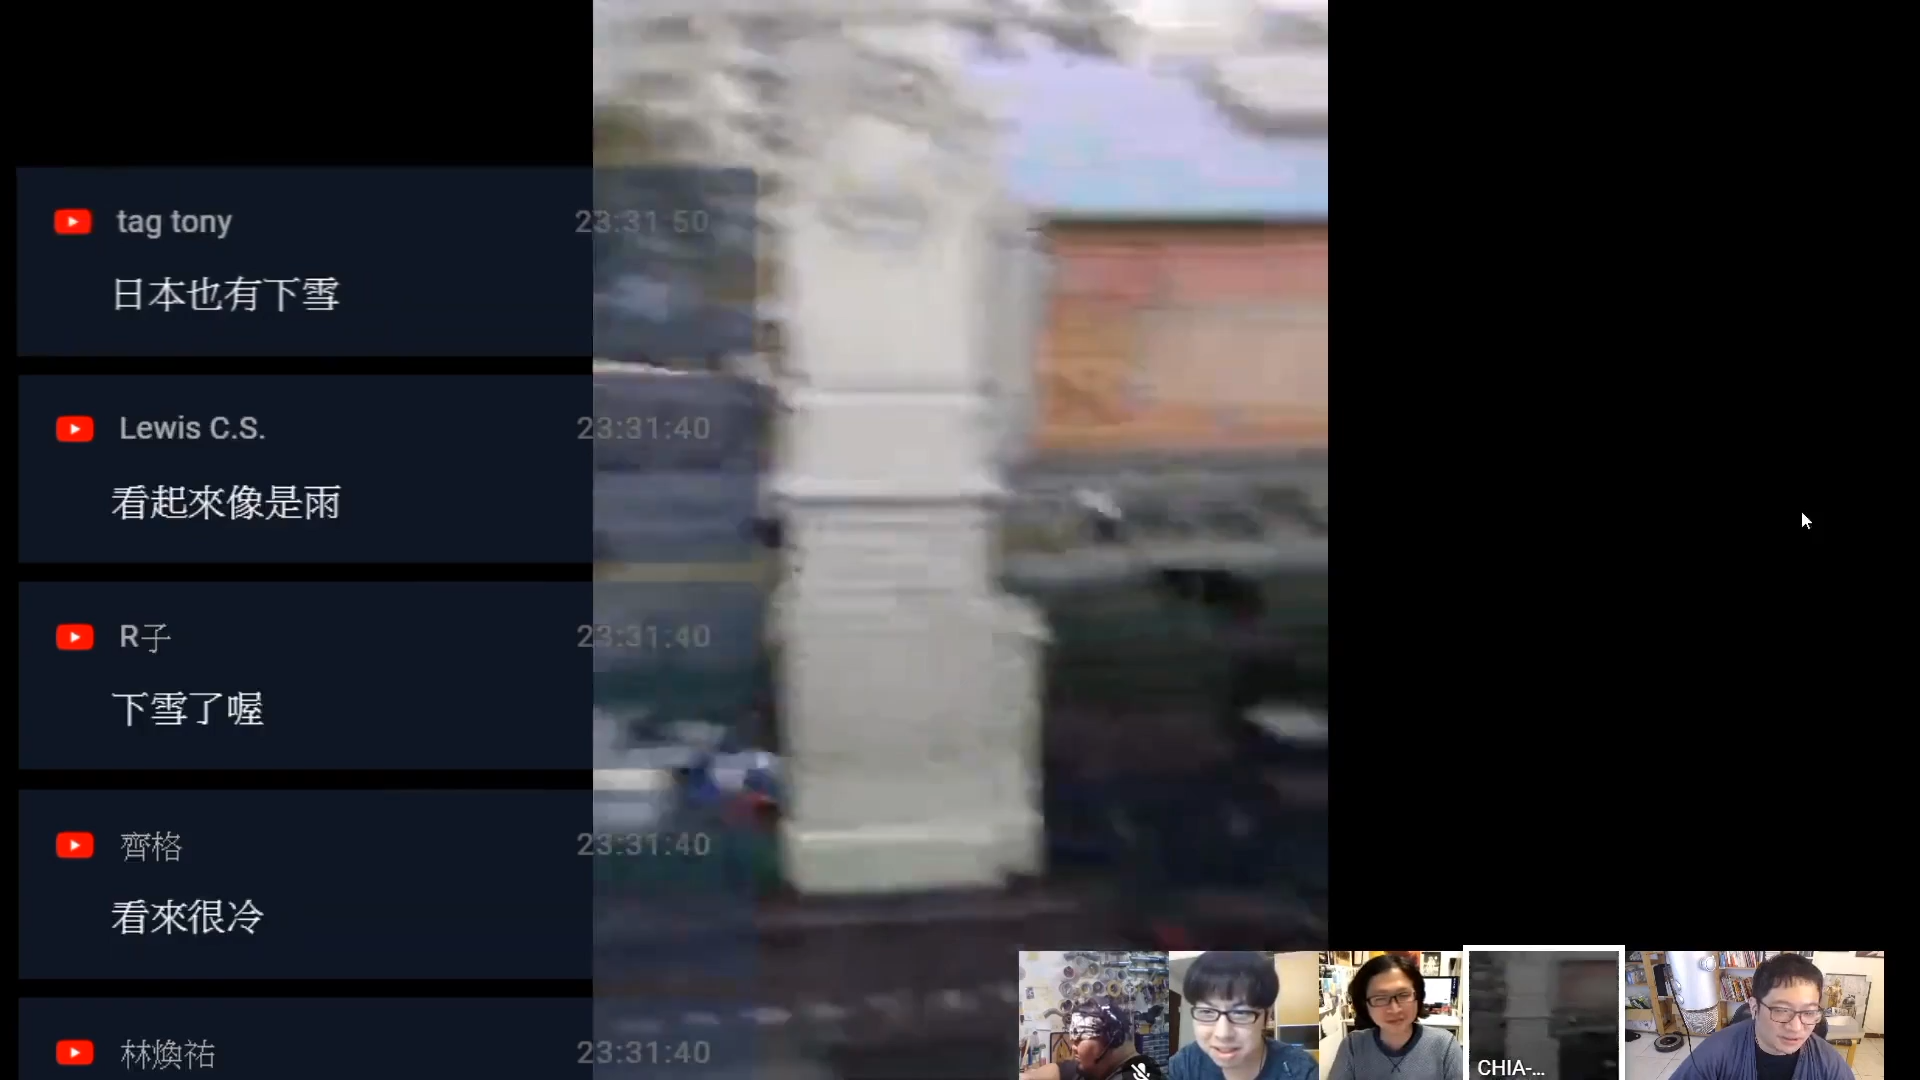 tag tony 23:31:50
日本也有下雪
Lewis C.S. 23:31:40
看起來像是雨
R子 23:31:40
下雪了喔
齊格 23:31:40
看來很冷
林煥祐 23:31:40
CHIA-...